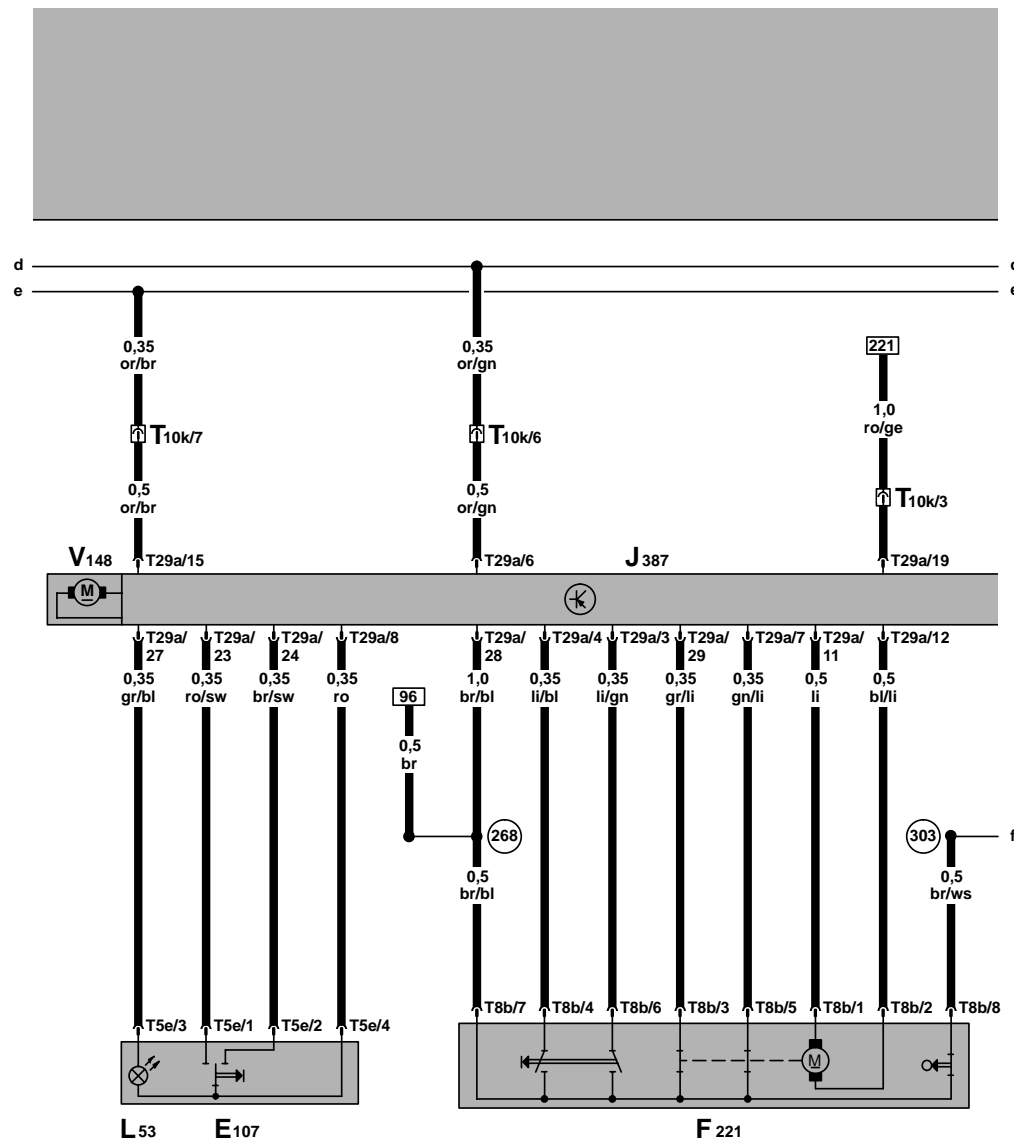 d
d
e
e
0,35
or/br
0,35
or/gn
221
1,0
ro/ge
T10k/7
T10k/6
T10k/3
0,5
or/br
0,5
or/gn
V148
T29a/15
T29a/6
J387
T29a/19
M
T29a/
27
T29a/
23
T29a/
24
T29a/8
T29a/
28
T29a/4
T29a/3
T29a/
29
T29a/7
T29a/
11
T29a/12
0,35
gr/bl
0,35
ro/sw
0,35
br/sw
0,35
ro
96
1,0
br/bl
0,35
li/bl
0,35
li/gn
0,35
gr/li
0,35
gn/li
0,5
li
0,5
bl/li
0,5
br
268
303
f
0,5
br/bl
0,5
br/ws
T5e/3
T5e/1
T5e/2
T5e/4
T8b/7
T8b/4
T8b/6
T8b/3
T8b/5
T8b/1
T8b/2
T8b/8
M
L53
E107
F221